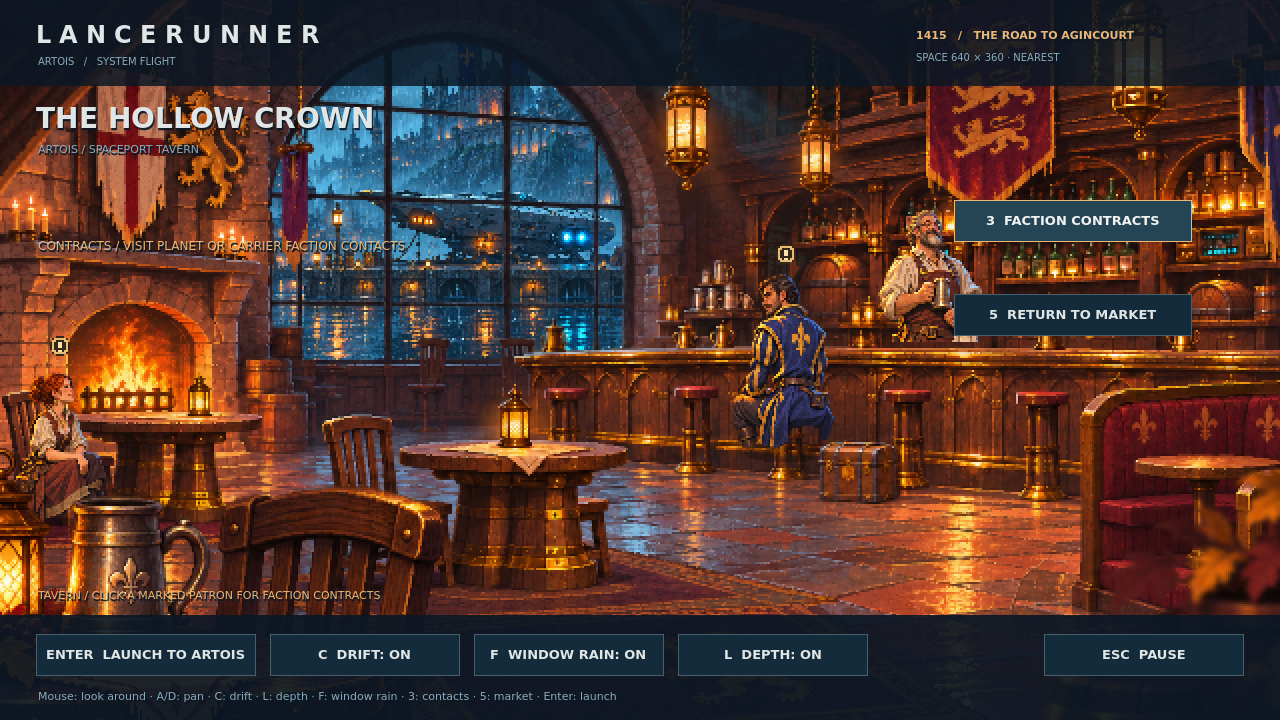 LANCERUNNER
ARTOIS / SYSTEM FLIGHT
1415 / THE ROAD TO AGINCOURT
SPACE 640 × 360 · NEAREST
THE HOLLOW CROWN
ARTOIS / SPACEPORT TAVERN
CONTRACTS / VISIT PLANET OR CARRIER FACTION CONTACTS
3 FACTION CONTRACTS
5 RETURN TO MARKET
TAVERN / CLICK A MARKED PATRON FOR FACTION CONTRACTS
ENTER LAUNCH TO ARTOIS
C DRIFT: ON
F WINDOW RAIN: ON
L DEPTH: ON
ESC PAUSE
Mouse: look around · A/D: pan · C: drift · L: depth · F: window rain · 3: contacts · 5: market · Enter: launch